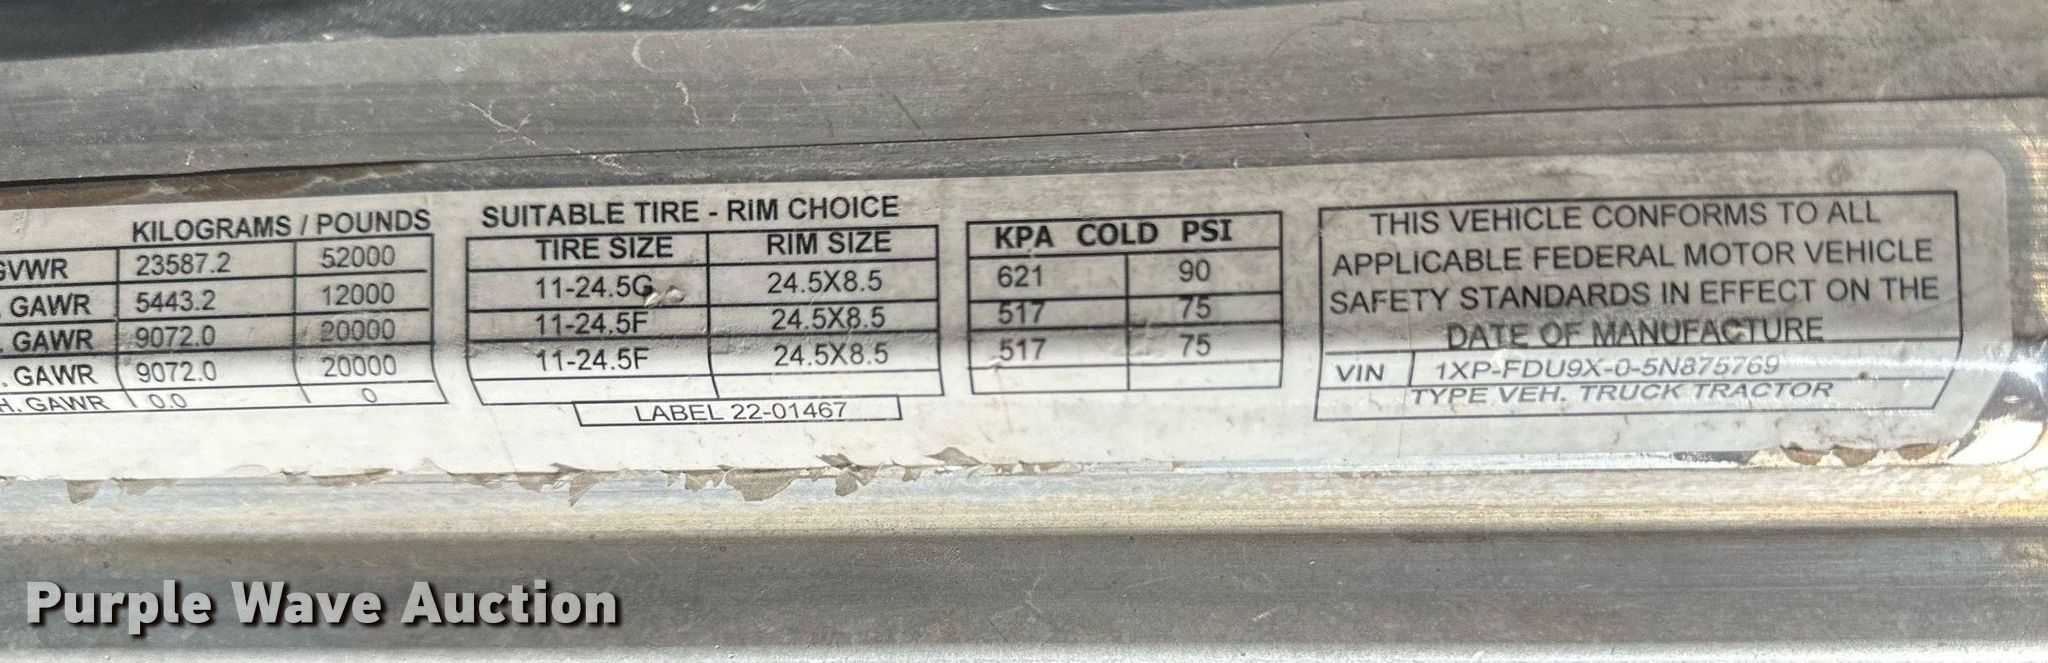 KILOGRAMS / POUNDS
GVWR 23587.2 52000
. GAWR 5443.2 12000
. GAWR 9072.0 20000
. GAWR 9072.0 20000
H. GAWR 0.0 0
SUITABLE TIRE - RIM CHOICE
TIRE SIZE RIM SIZE
11-24.5G 24.5X8.5
11-24.5F 24.5X8.5
11-24.5F 24.5X8.5
LABEL 22-01467
KPA COLD PSI
621 90
517 75
517 75
THIS VEHICLE CONFORMS TO ALL
APPLICABLE FEDERAL MOTOR VEHICLE
SAFETY STANDARDS IN EFFECT ON THE
DATE OF MANUFACTURE
VIN 1XP-FDU9X-0-5N875769
TYPE VEH. TRUCK TRACTOR
Purple Wave Auction